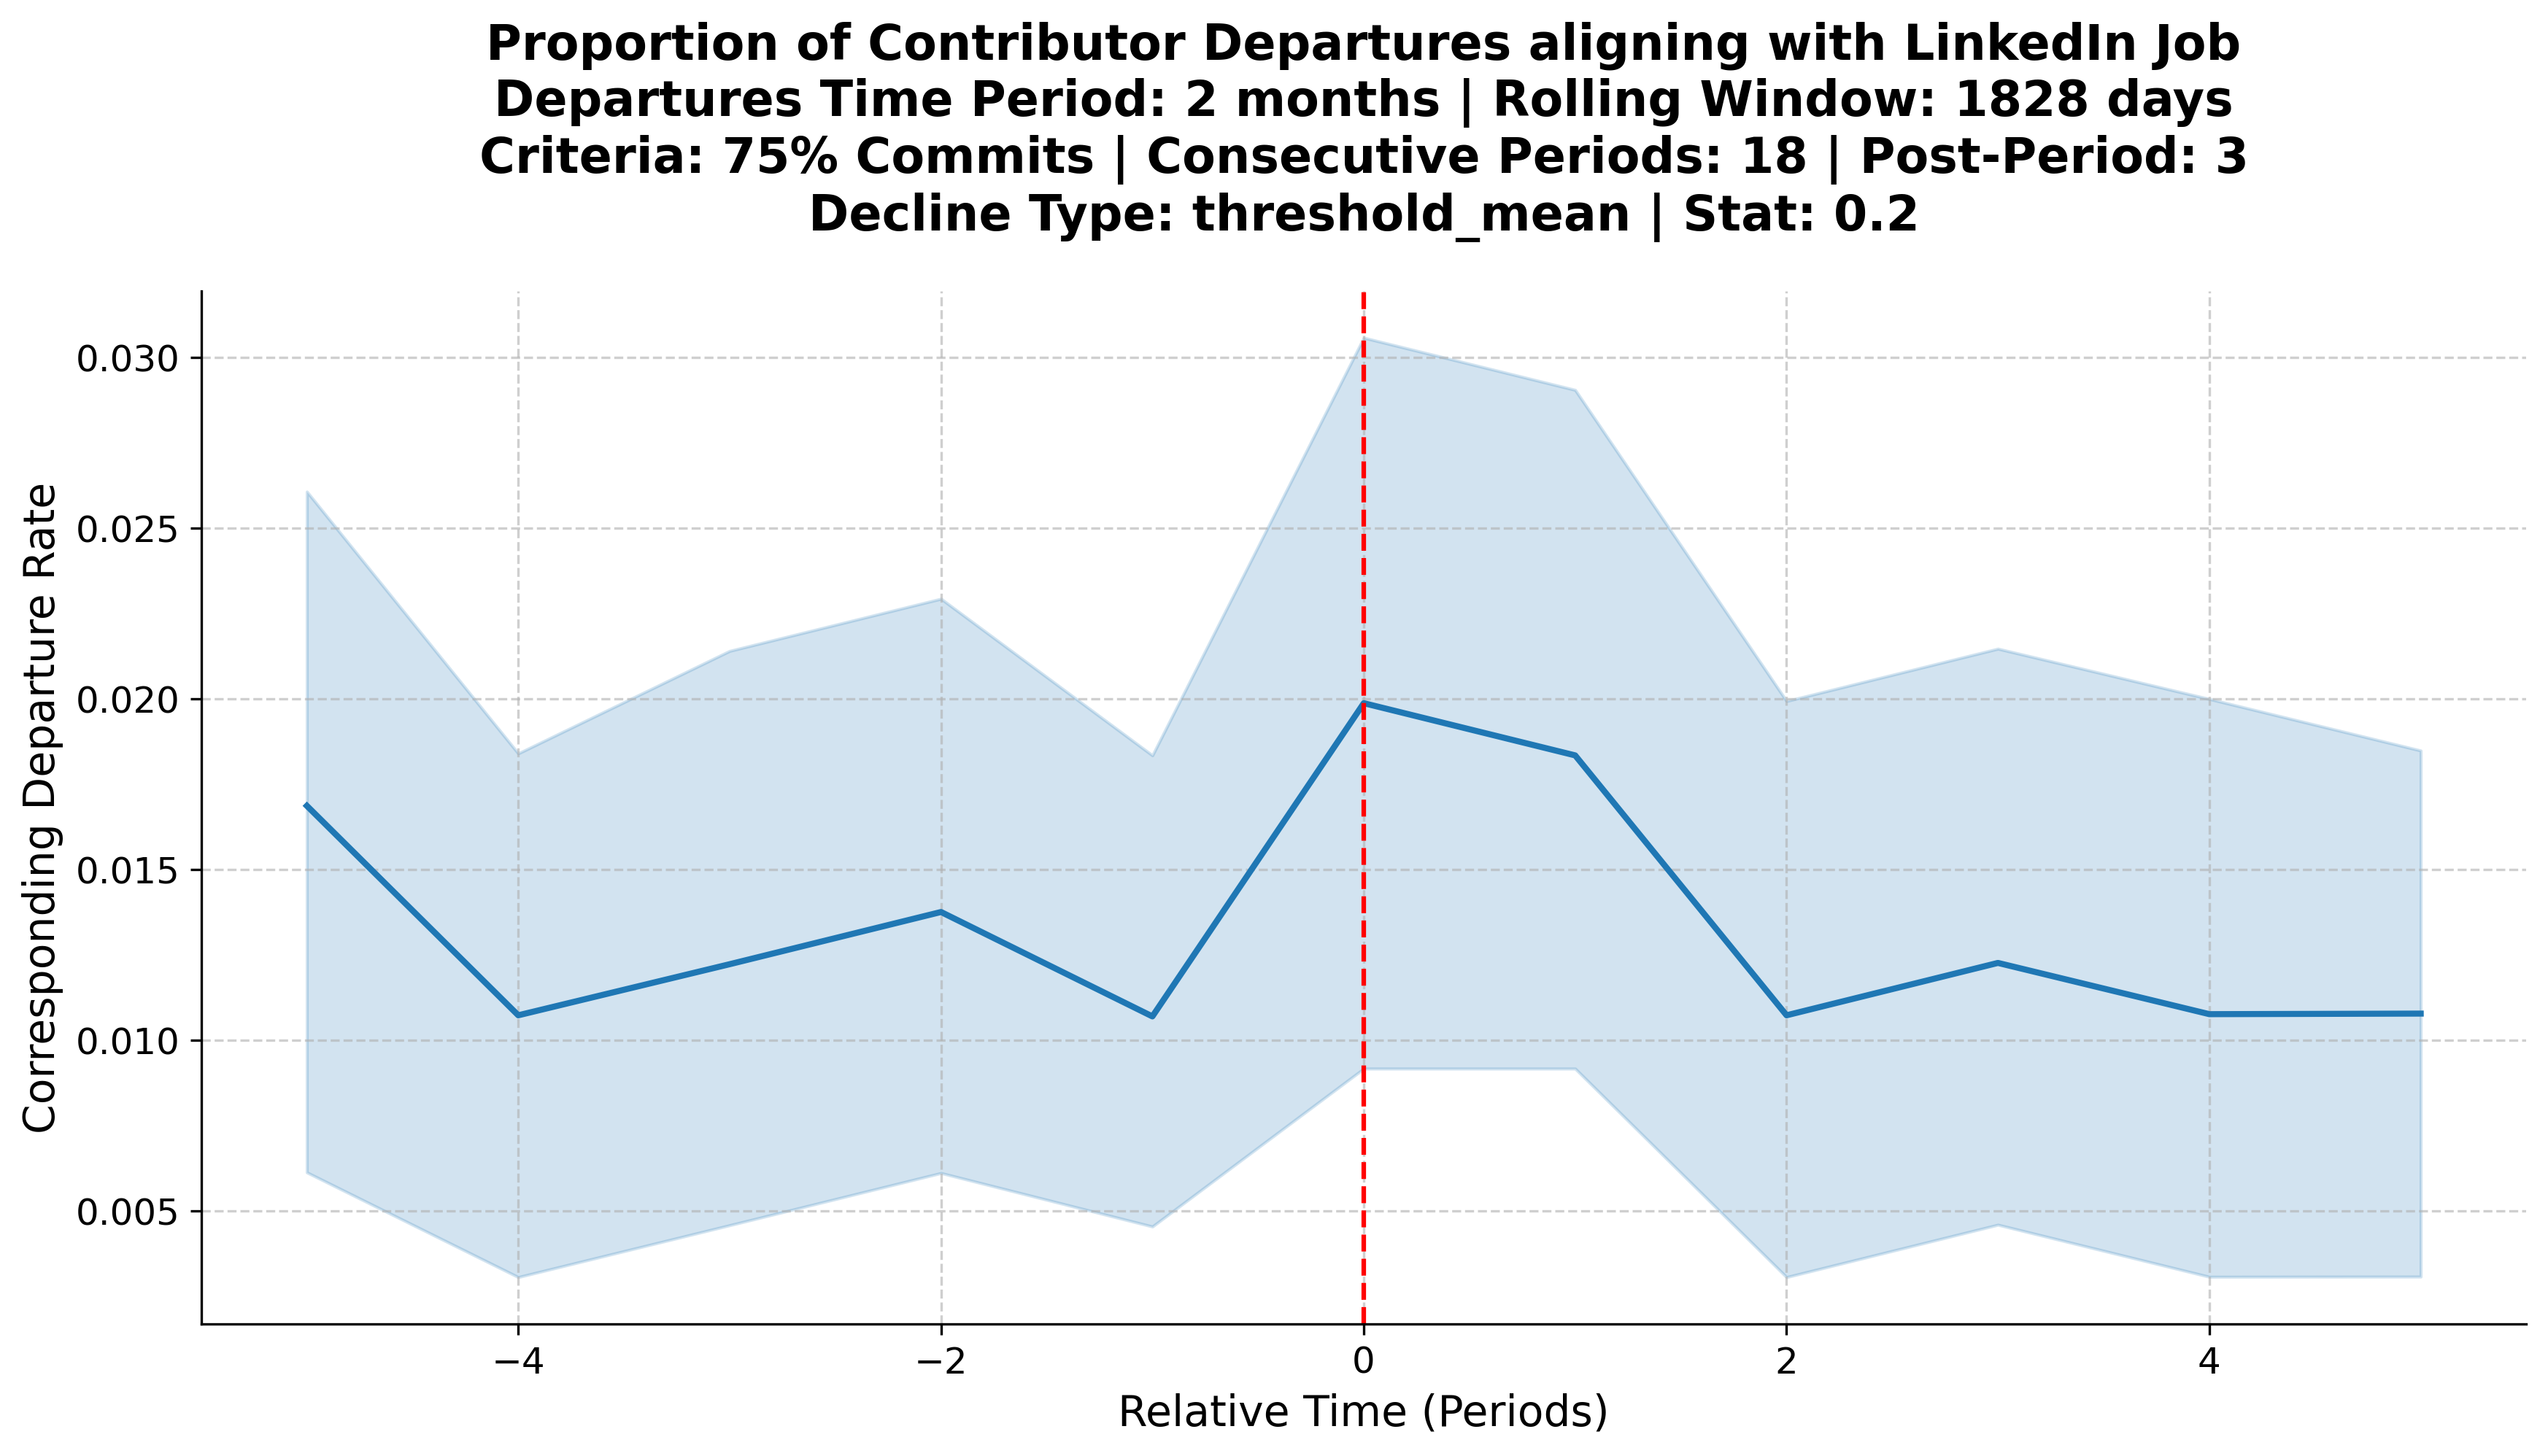 Proportion of Contributor Departures aligning with LinkedIn Job
Departures Time Period: 2 months | Rolling Window: 1828 days
Criteria: 75% Commits | Consecutive Periods: 18 | Post-Period: 3
Decline Type: threshold_mean | Stat: 0.2
Corresponding Departure Rate
0.030
0.025
0.020
0.015
0.010
0.005
−4
−2
0
2
4
Relative Time (Periods)